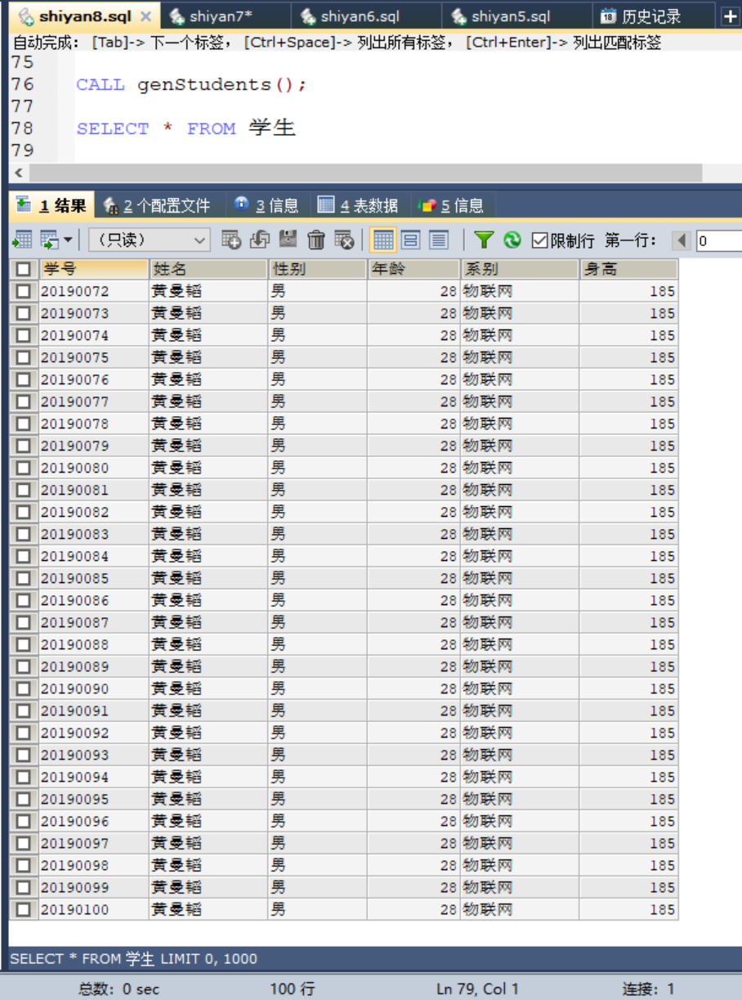 shiyan8.sql shiyan7* shiyan6.sql shiyan5.sql 历史记录
自动完成: [Tab]-> 下一个标签, [Ctrl+Space]-> 列出所有标签, [Ctrl+Enter]-> 列出匹配标签
75
76 CALL genStudents();
77
78 SELECT * FROM 学生
79
1 结果 2 个配置文件 3 信息 4 表数据 5 信息
(只读) 限制行 第一行: 0
学号 姓名 性别 年龄 系别 身高
20190072 黄曼韬 男 28 物联网 185
20190073 黄曼韬 男 28 物联网 185
20190074 黄曼韬 男 28 物联网 185
20190075 黄曼韬 男 28 物联网 185
20190076 黄曼韬 男 28 物联网 185
20190077 黄曼韬 男 28 物联网 185
20190078 黄曼韬 男 28 物联网 185
20190079 黄曼韬 男 28 物联网 185
20190080 黄曼韬 男 28 物联网 185
20190081 黄曼韬 男 28 物联网 185
20190082 黄曼韬 男 28 物联网 185
20190083 黄曼韬 男 28 物联网 185
20190084 黄曼韬 男 28 物联网 185
20190085 黄曼韬 男 28 物联网 185
20190086 黄曼韬 男 28 物联网 185
20190087 黄曼韬 男 28 物联网 185
20190088 黄曼韬 男 28 物联网 185
20190089 黄曼韬 男 28 物联网 185
20190090 黄曼韬 男 28 物联网 185
20190091 黄曼韬 男 28 物联网 185
20190092 黄曼韬 男 28 物联网 185
20190093 黄曼韬 男 28 物联网 185
20190094 黄曼韬 男 28 物联网 185
20190095 黄曼韬 男 28 物联网 185
20190096 黄曼韬 男 28 物联网 185
20190097 黄曼韬 男 28 物联网 185
20190098 黄曼韬 男 28 物联网 185
20190099 黄曼韬 男 28 物联网 185
20190100 黄曼韬 男 28 物联网 185
SELECT * FROM 学生 LIMIT 0, 1000
总数: 0 sec 100 行 Ln 79, Col 1 连接: 1